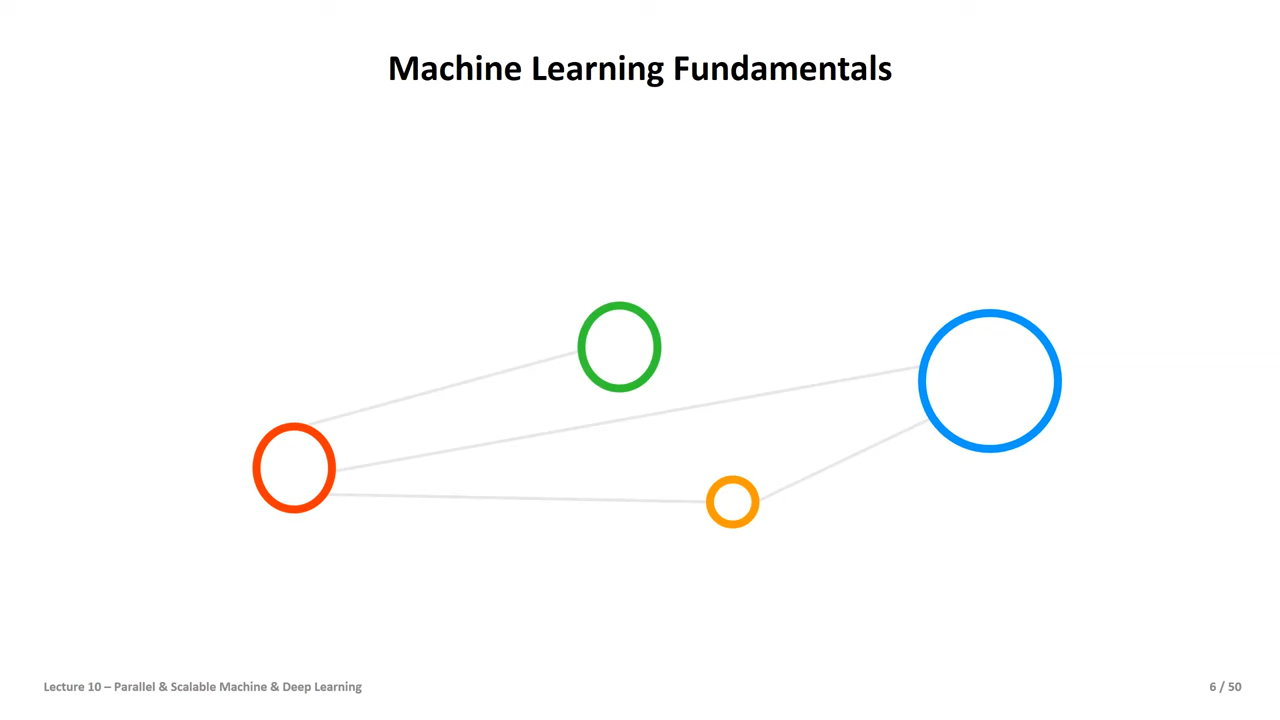 Machine Learning Fundamentals
Lecture 10 – Parallel & Scalable Machine & Deep Learning
6 / 50